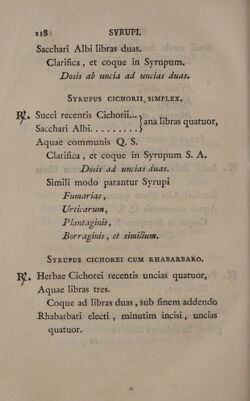 218 SYRUPI.
Sacchari Albi libras duas.
Clarifica, et coque in Syrupum.
Dosis ab uncia ad uncias duas.
SYRUPUS CICHORII SIMPLEX.
℞. Succi recentis Cichorii... } ana libras quatuor,
Sacchari Albi.........
Aquae communis Q. S.
Clarifica, et coque in Syrupum S. A.
Dosis ad uncias duas.
Simili modo parantur Syrupi
Fumariae,
Urticarum,
Plantaginis,
Borraginis, et similium.
SYRUPUS CICHOREI CUM RHABARBARO.
℞. Herbae Cichorei recentis uncias quatuor,
Aquae libras tres.
Coque ad libras duas, sub finem addendo
Rhabarbari electi, minutim incisi, uncias
quatuor.